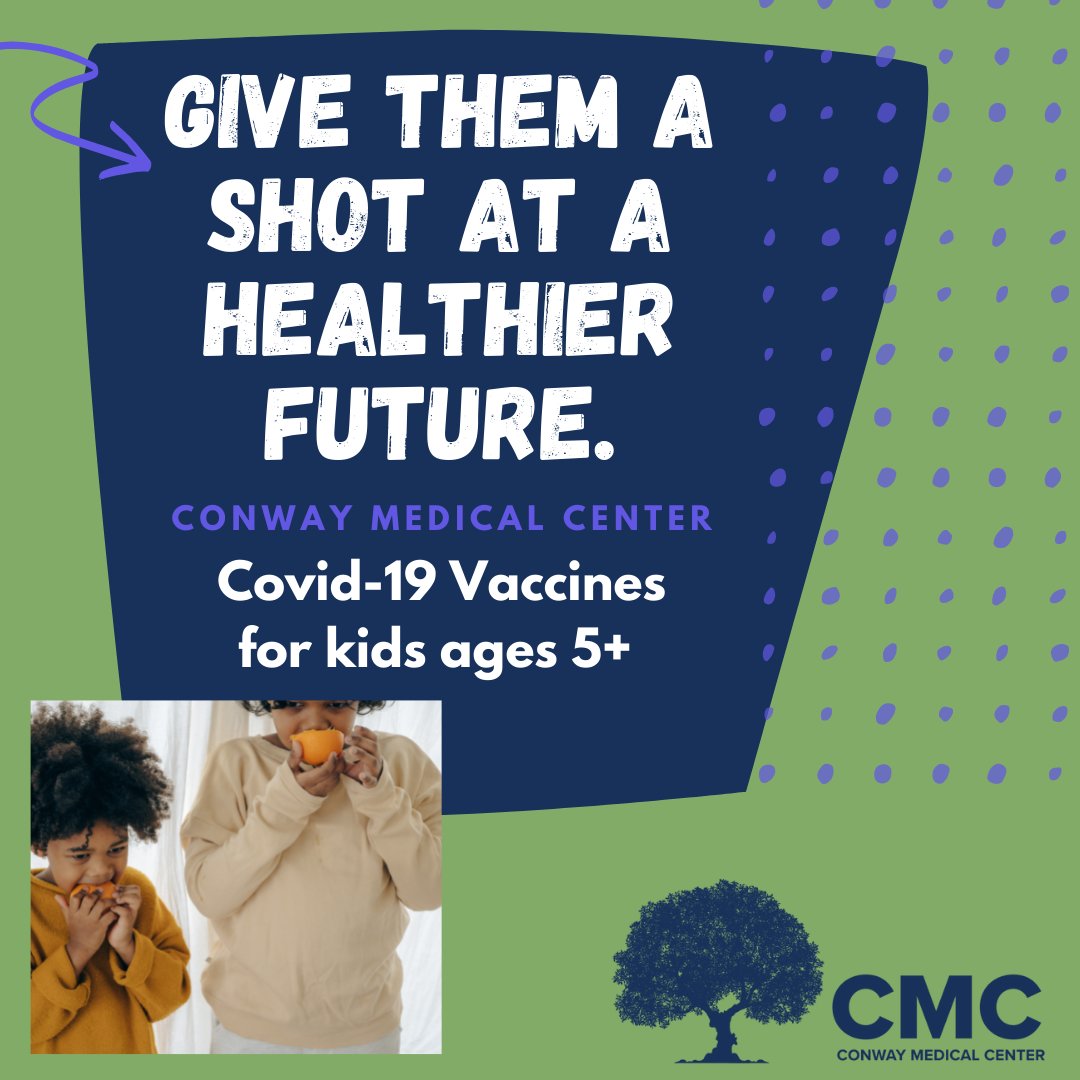 GIVE THEM A
SHOT AT A
HEALTHIER
FUTURE.
CONWAY MEDICAL CENTER
Covid-19 Vaccines
for kids ages 5+
CMC
CONWAY MEDICAL CENTER